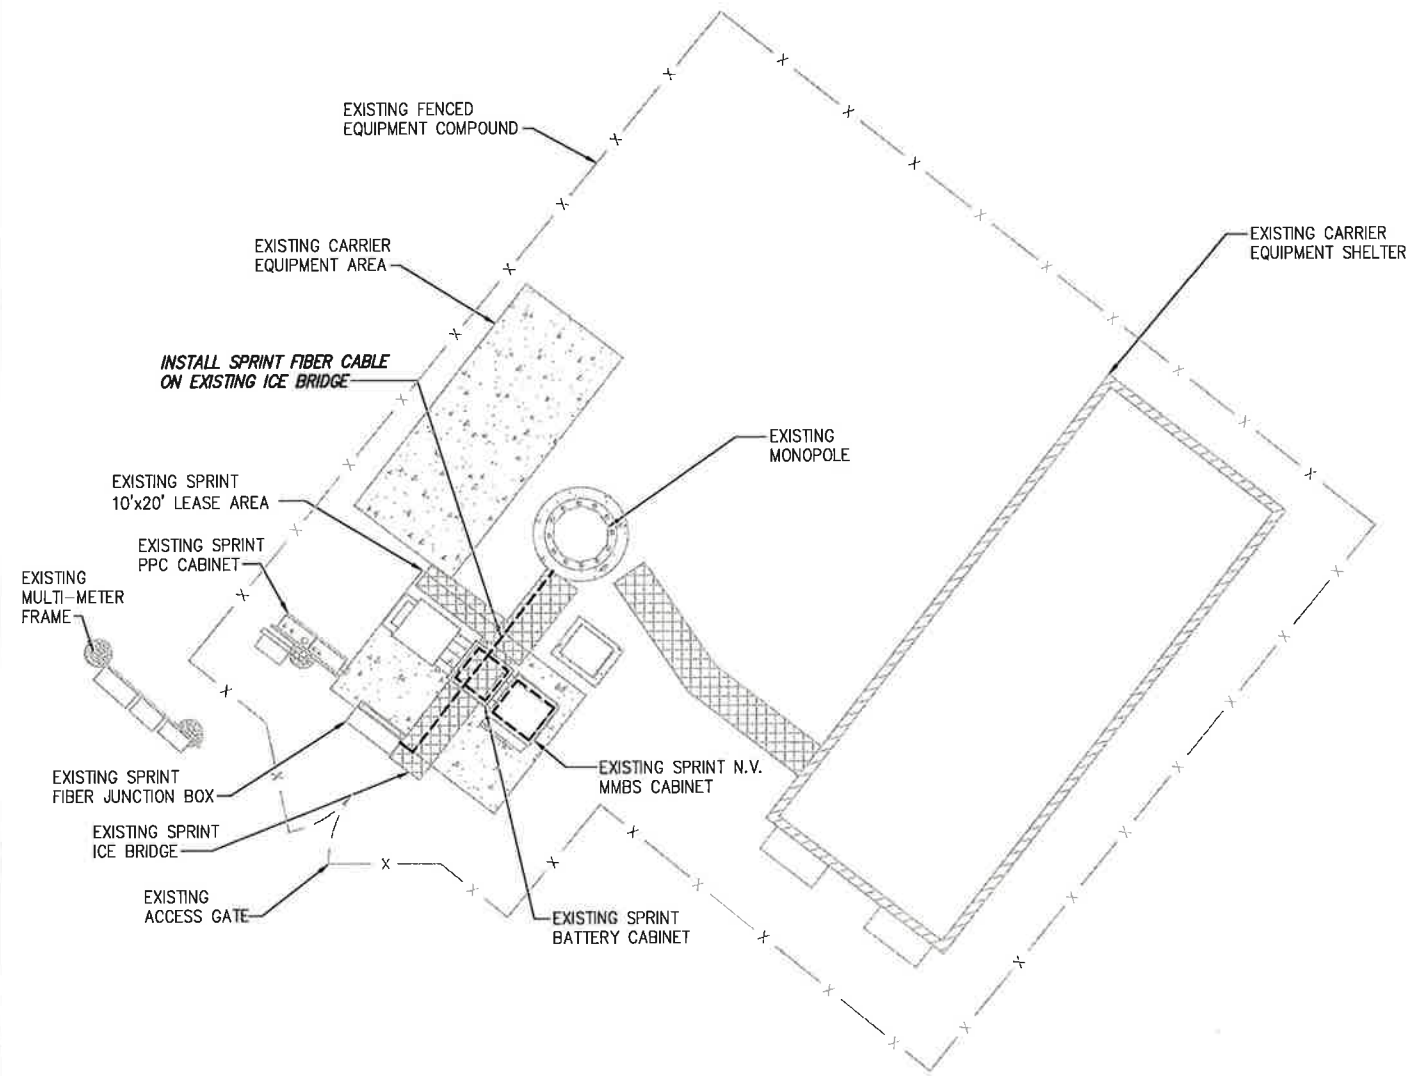 EXISTING FENCED
EQUIPMENT COMPOUND
EXISTING CARRIER
EQUIPMENT SHELTER
EXISTING CARRIER
EQUIPMENT AREA
INSTALL SPRINT FIBER CABLE
ON EXISTING ICE BRIDGE
EXISTING
MONOPOLE
EXISTING SPRINT
10'x20' LEASE AREA
EXISTING SPRINT
PPC CABINET
EXISTING
MULTI-METER
FRAME
EXISTING SPRINT N.V.
MMBS CABINET
EXISTING SPRINT
FIBER JUNCTION BOX
EXISTING SPRINT
ICE BRIDGE
EXISTING
ACCESS GATE
EXISTING SPRINT
BATTERY CABINET